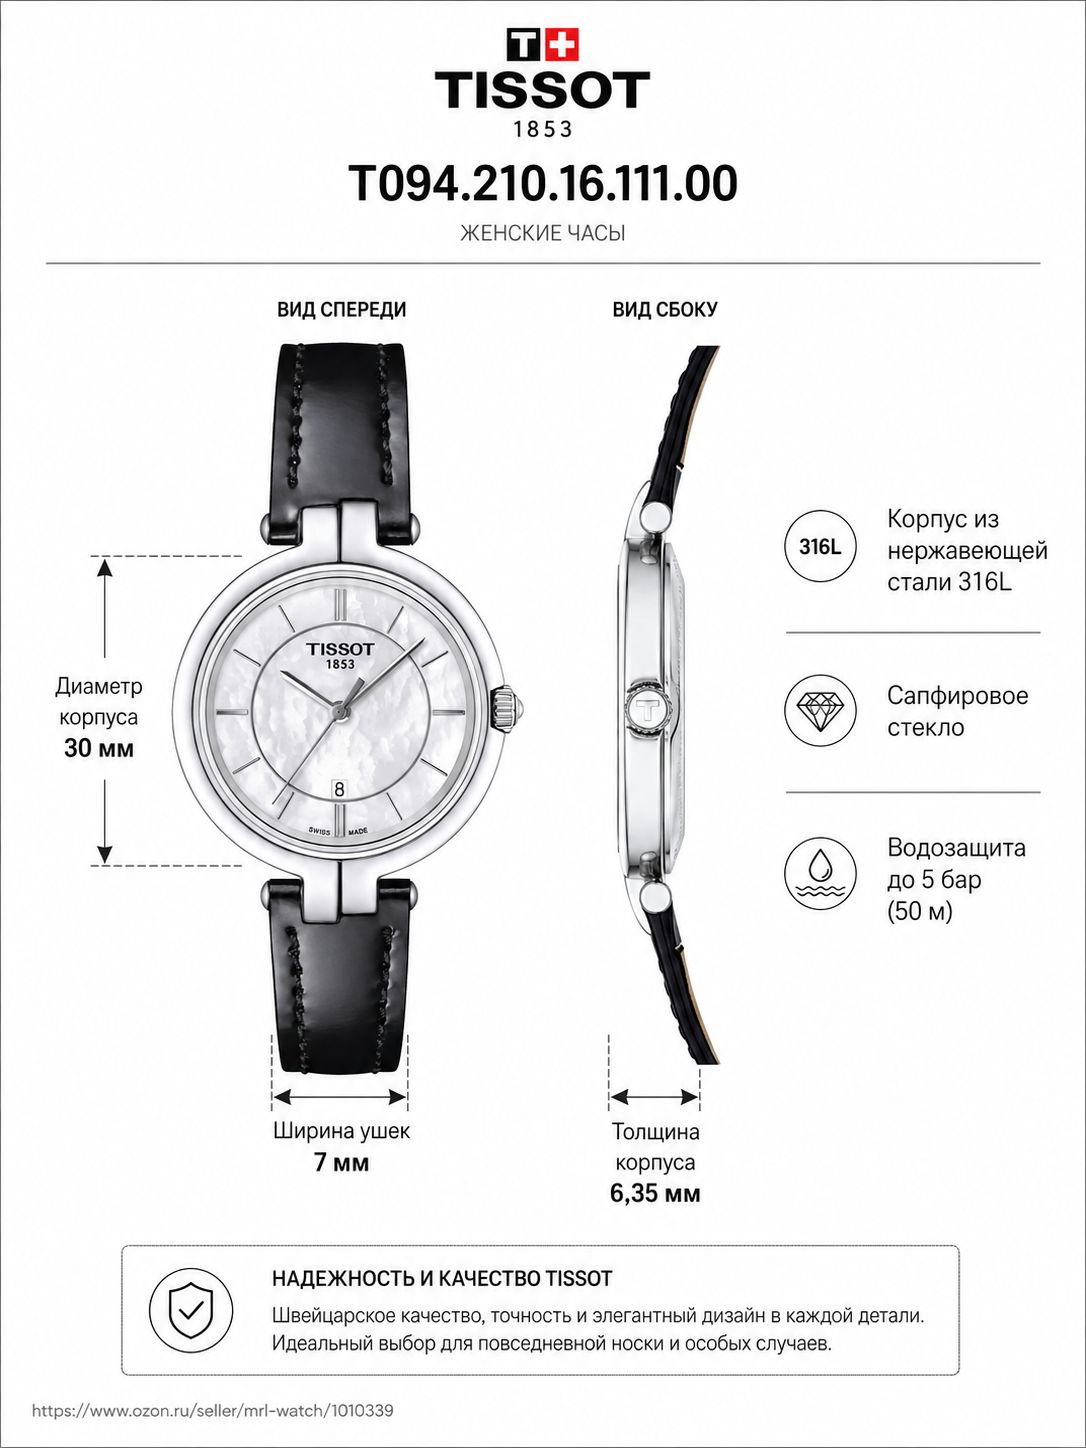 T+
TISSOT
1853
T094.210.16.111.00
ЖЕНСКИЕ ЧАСЫ
ВИД СПЕРЕДИ
ВИД СБОКУ
TISSOT
1853
8
SWISS MADE
T
Диаметр
корпуса
30 мм
316L
Корпус из
нержавеющей
стали 316L
Сапфировое
стекло
Водозащита
до 5 бар
(50 м)
Ширина ушек
7 мм
Толщина
корпуса
6,35 мм
НАДЕЖНОСТЬ И КАЧЕСТВО TISSOT
Швейцарское качество, точность и элегантный дизайн в каждой детали.
Идеальный выбор для повседневной носки и особых случаев.
https://www.ozon.ru/seller/mrl-watch/1010339